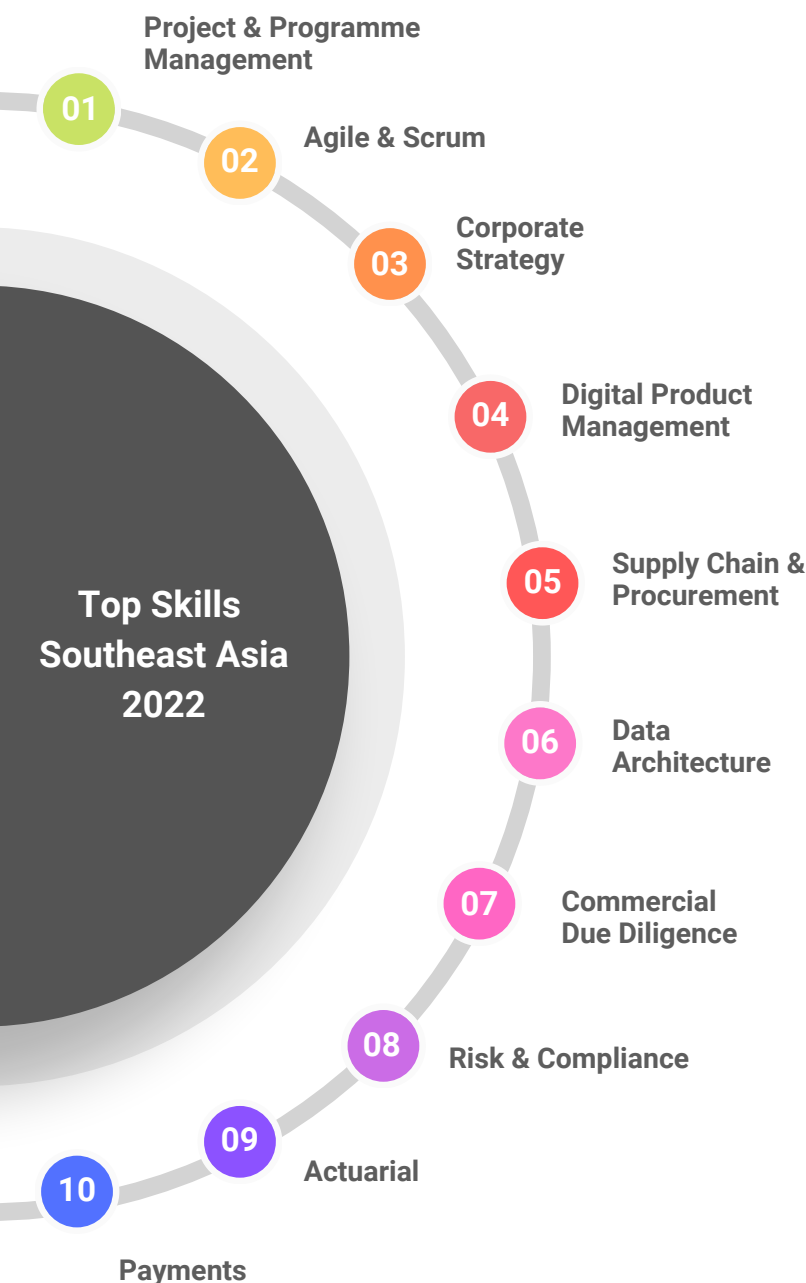 Project & Programme
Management
01
Agile & Scrum
02
Corporate
Strategy
03
Digital Product
Management
04
Supply Chain &
Procurement
05
Top Skills
Southeast Asia
2022
Data
Architecture
06
Commercial
Due Diligence
07
Risk & Compliance
08
Actuarial
09
Payments
10